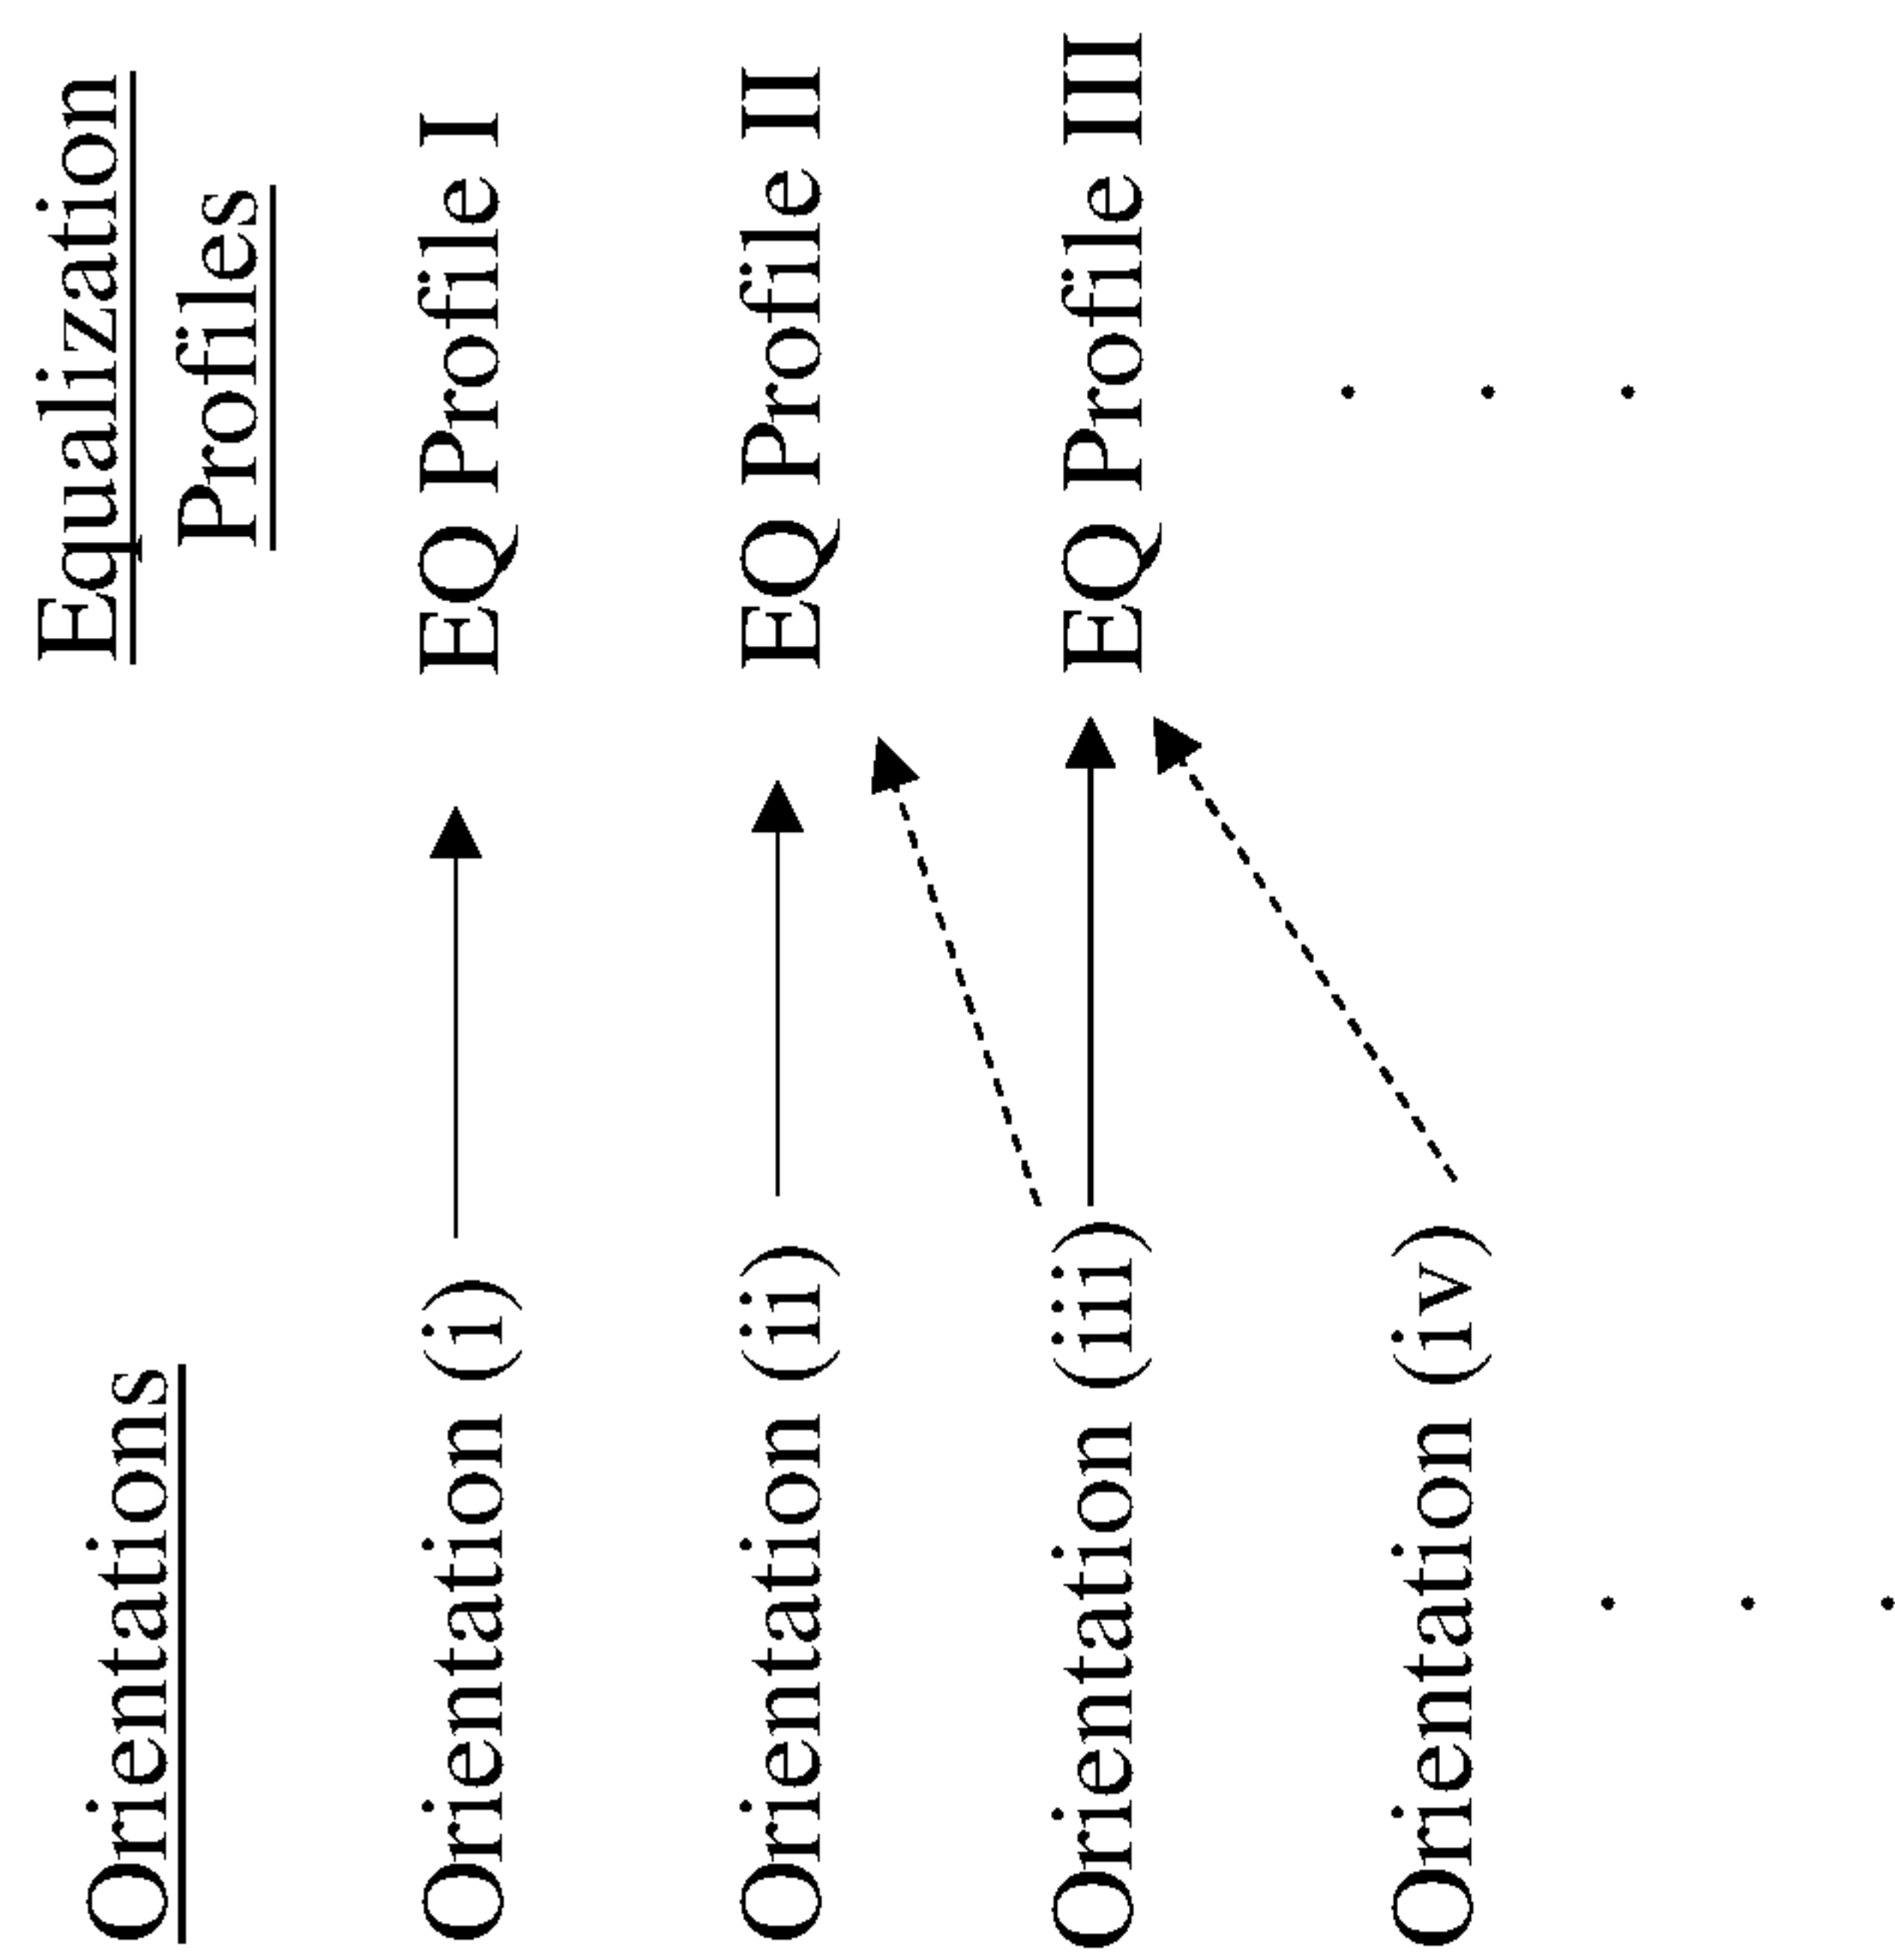 Orientations
Equalization
Profiles
Orientation (i)
EQ Profile I
Orientation (ii)
EQ Profile II
Orientation (iii)
EQ Profile III
Orientation (iv)